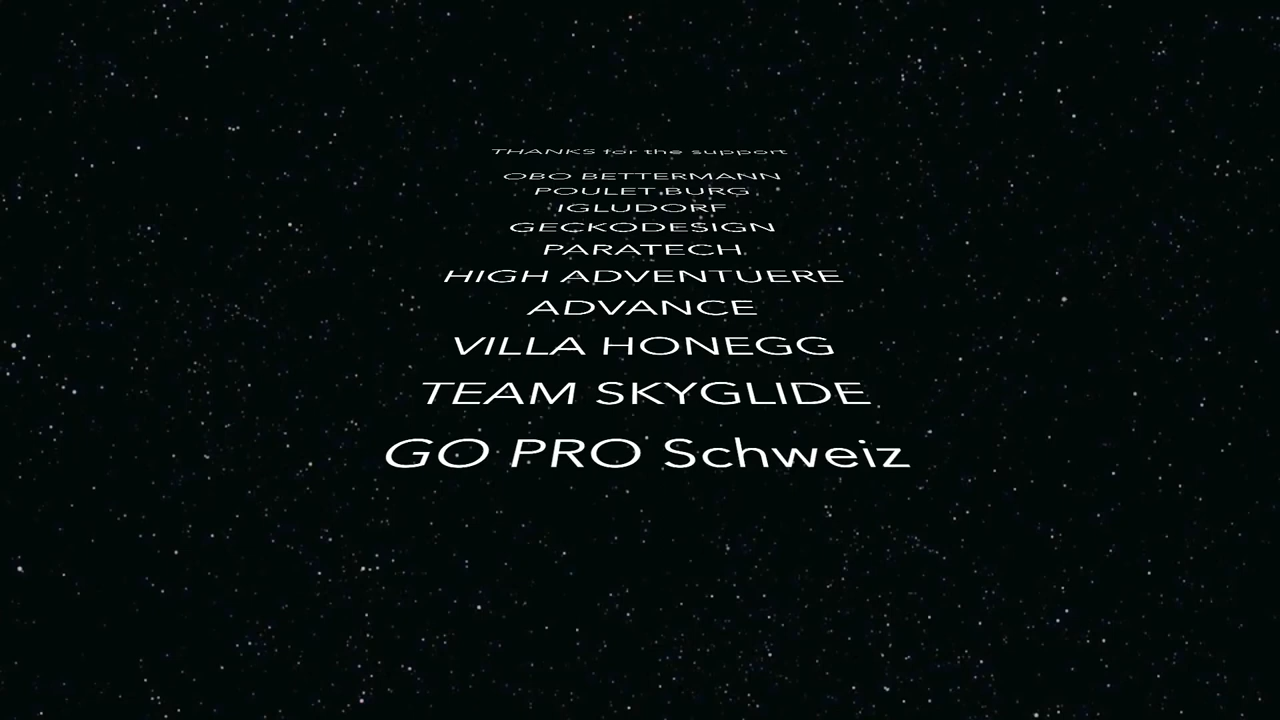 THANKS for the support
OBO BETTERMANN
POULET BURG
IGLUDORF
GECKODESIGN
PARATECH
HIGH ADVENTUERE
ADVANCE
VILLA HONEGG
TEAM SKYGLIDE
GO PRO Schweiz